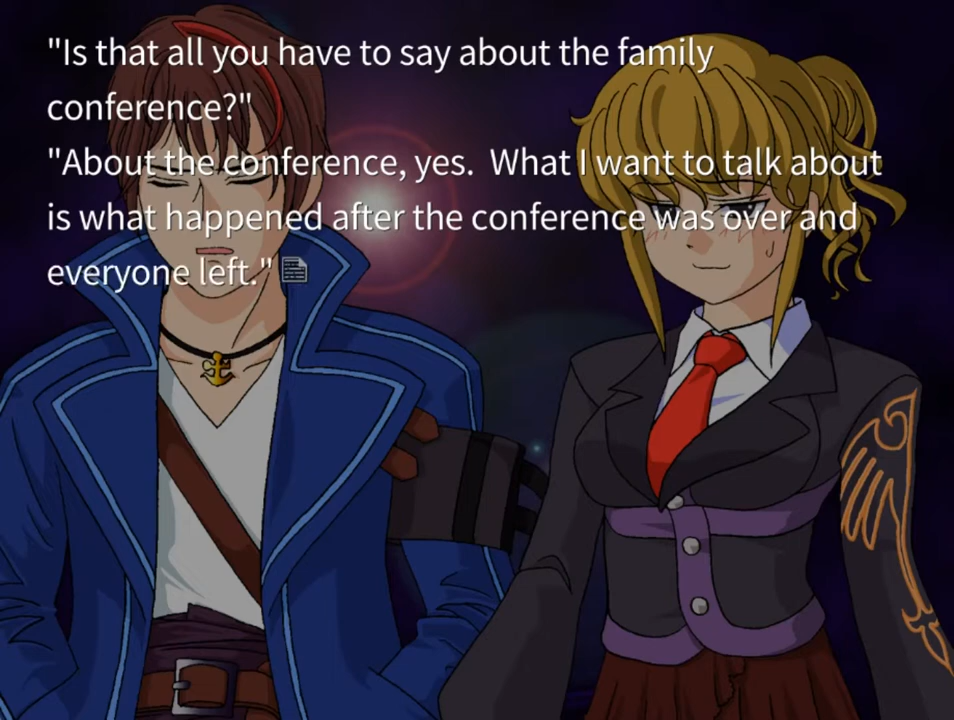 "Is that all you have to say about the family
conference?"
"About the conference, yes.  What I want to talk about
is what happened after the conference was over and
everyone left."